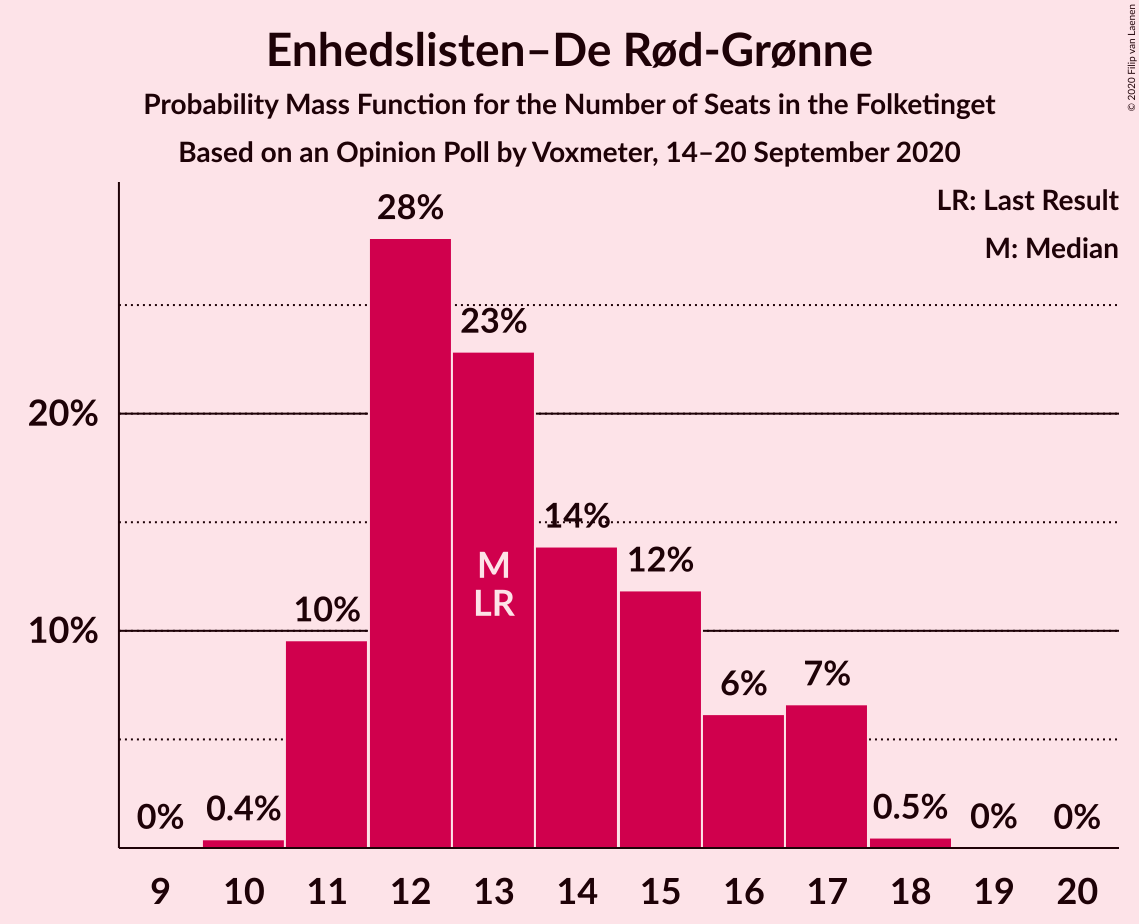 Enhedslisten–De Rød-Grønne
Probability Mass Function for the Number of Seats in the Folketinget
Based on an Opinion Poll by Voxmeter, 14–20 September 2020
© 2020 Filip van Laenen
LR: Last Result
M: Median
28%
23%
20%
14%
12%
M
LR
10%
10%
7%
6%
0%
0.4%
0.5%
0%
0%
9 10 11 12 13 14 15 16 17 18 19 20